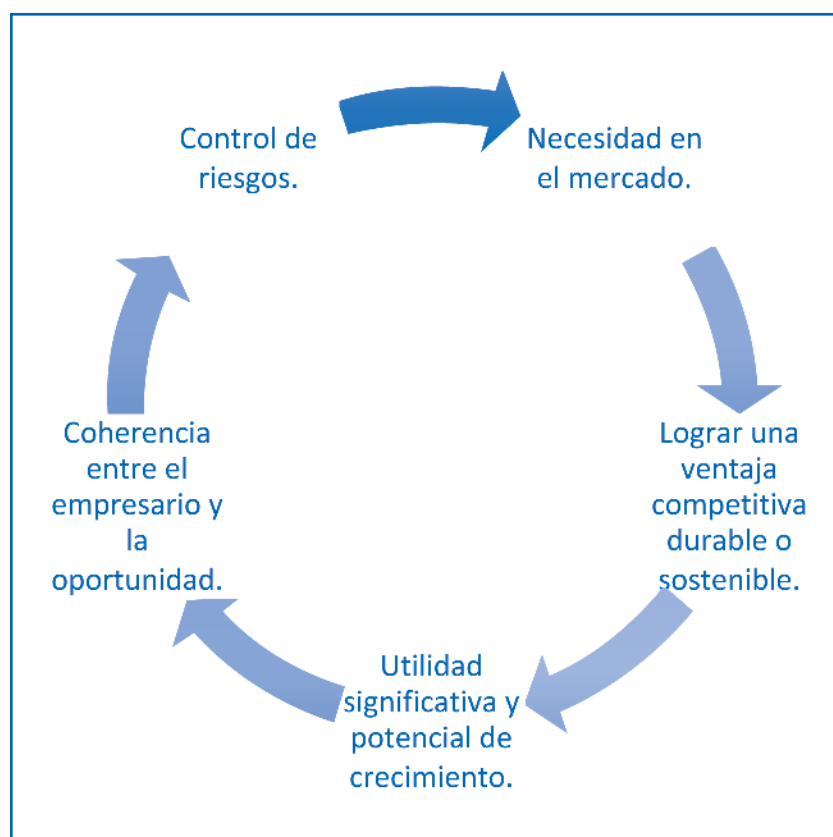 Control de
riesgos.
Necesidad en
el mercado.
Lograr una
ventaja
competitiva
durable o
sostenible.
Utilidad
significativa y
potencial de
crecimiento.
Coherencia
entre el
empresario y
la
oportunidad.